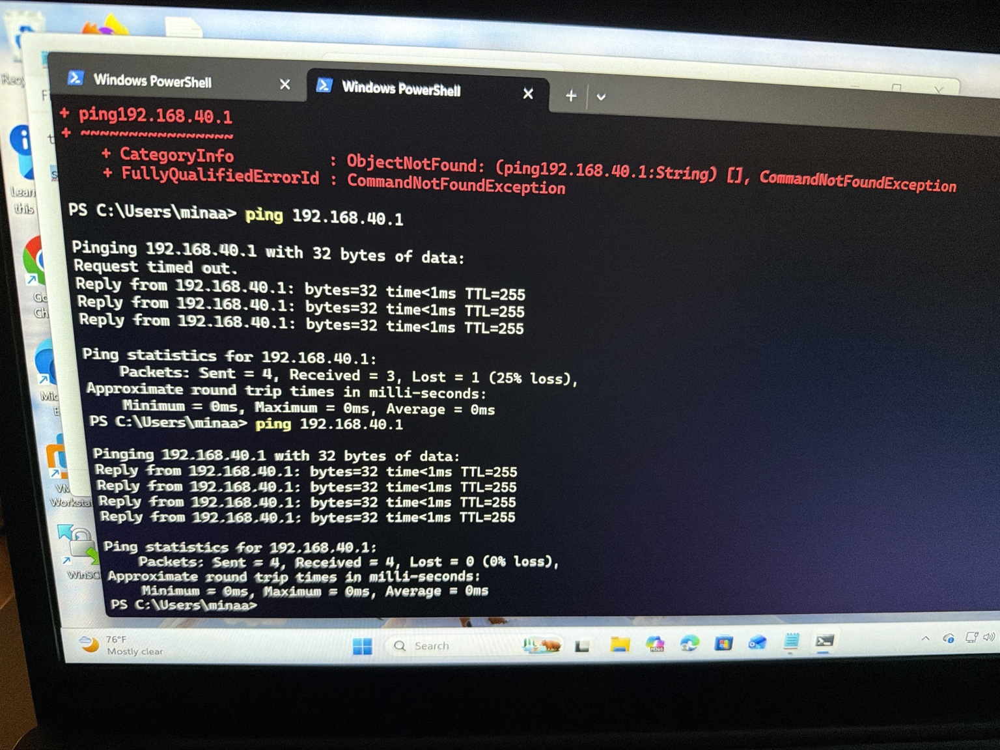 Windows PowerShell
Windows PowerShell
+ ping192.168.40.1
+ ~~~~~~~~~~~~~~~~
+ CategoryInfo : ObjectNotFound: (ping192.168.40.1:String) [], CommandNotFoundException
+ FullyQualifiedErrorId : CommandNotFoundException
PS C:\Users\minaa> ping 192.168.40.1
Pinging 192.168.40.1 with 32 bytes of data:
Request timed out.
Reply from 192.168.40.1: bytes=32 time<1ms TTL=255
Reply from 192.168.40.1: bytes=32 time<1ms TTL=255
Reply from 192.168.40.1: bytes=32 time<1ms TTL=255
Ping statistics for 192.168.40.1:
Packets: Sent = 4, Received = 3, Lost = 1 (25% loss),
Approximate round trip times in milli-seconds:
Minimum = 0ms, Maximum = 0ms, Average = 0ms
PS C:\Users\minaa> ping 192.168.40.1
Pinging 192.168.40.1 with 32 bytes of data:
Reply from 192.168.40.1: bytes=32 time<1ms TTL=255
Reply from 192.168.40.1: bytes=32 time<1ms TTL=255
Reply from 192.168.40.1: bytes=32 time<1ms TTL=255
Reply from 192.168.40.1: bytes=32 time<1ms TTL=255
Ping statistics for 192.168.40.1:
Packets: Sent = 4, Received = 4, Lost = 0 (0% loss),
Approximate round trip times in milli-seconds:
Minimum = 0ms, Maximum = 0ms, Average = 0ms
PS C:\Users\minaa>
Lear
this
Go
Ch
Mic
E
VM
Worksta
WinSC
76°F
Mostly clear
Search